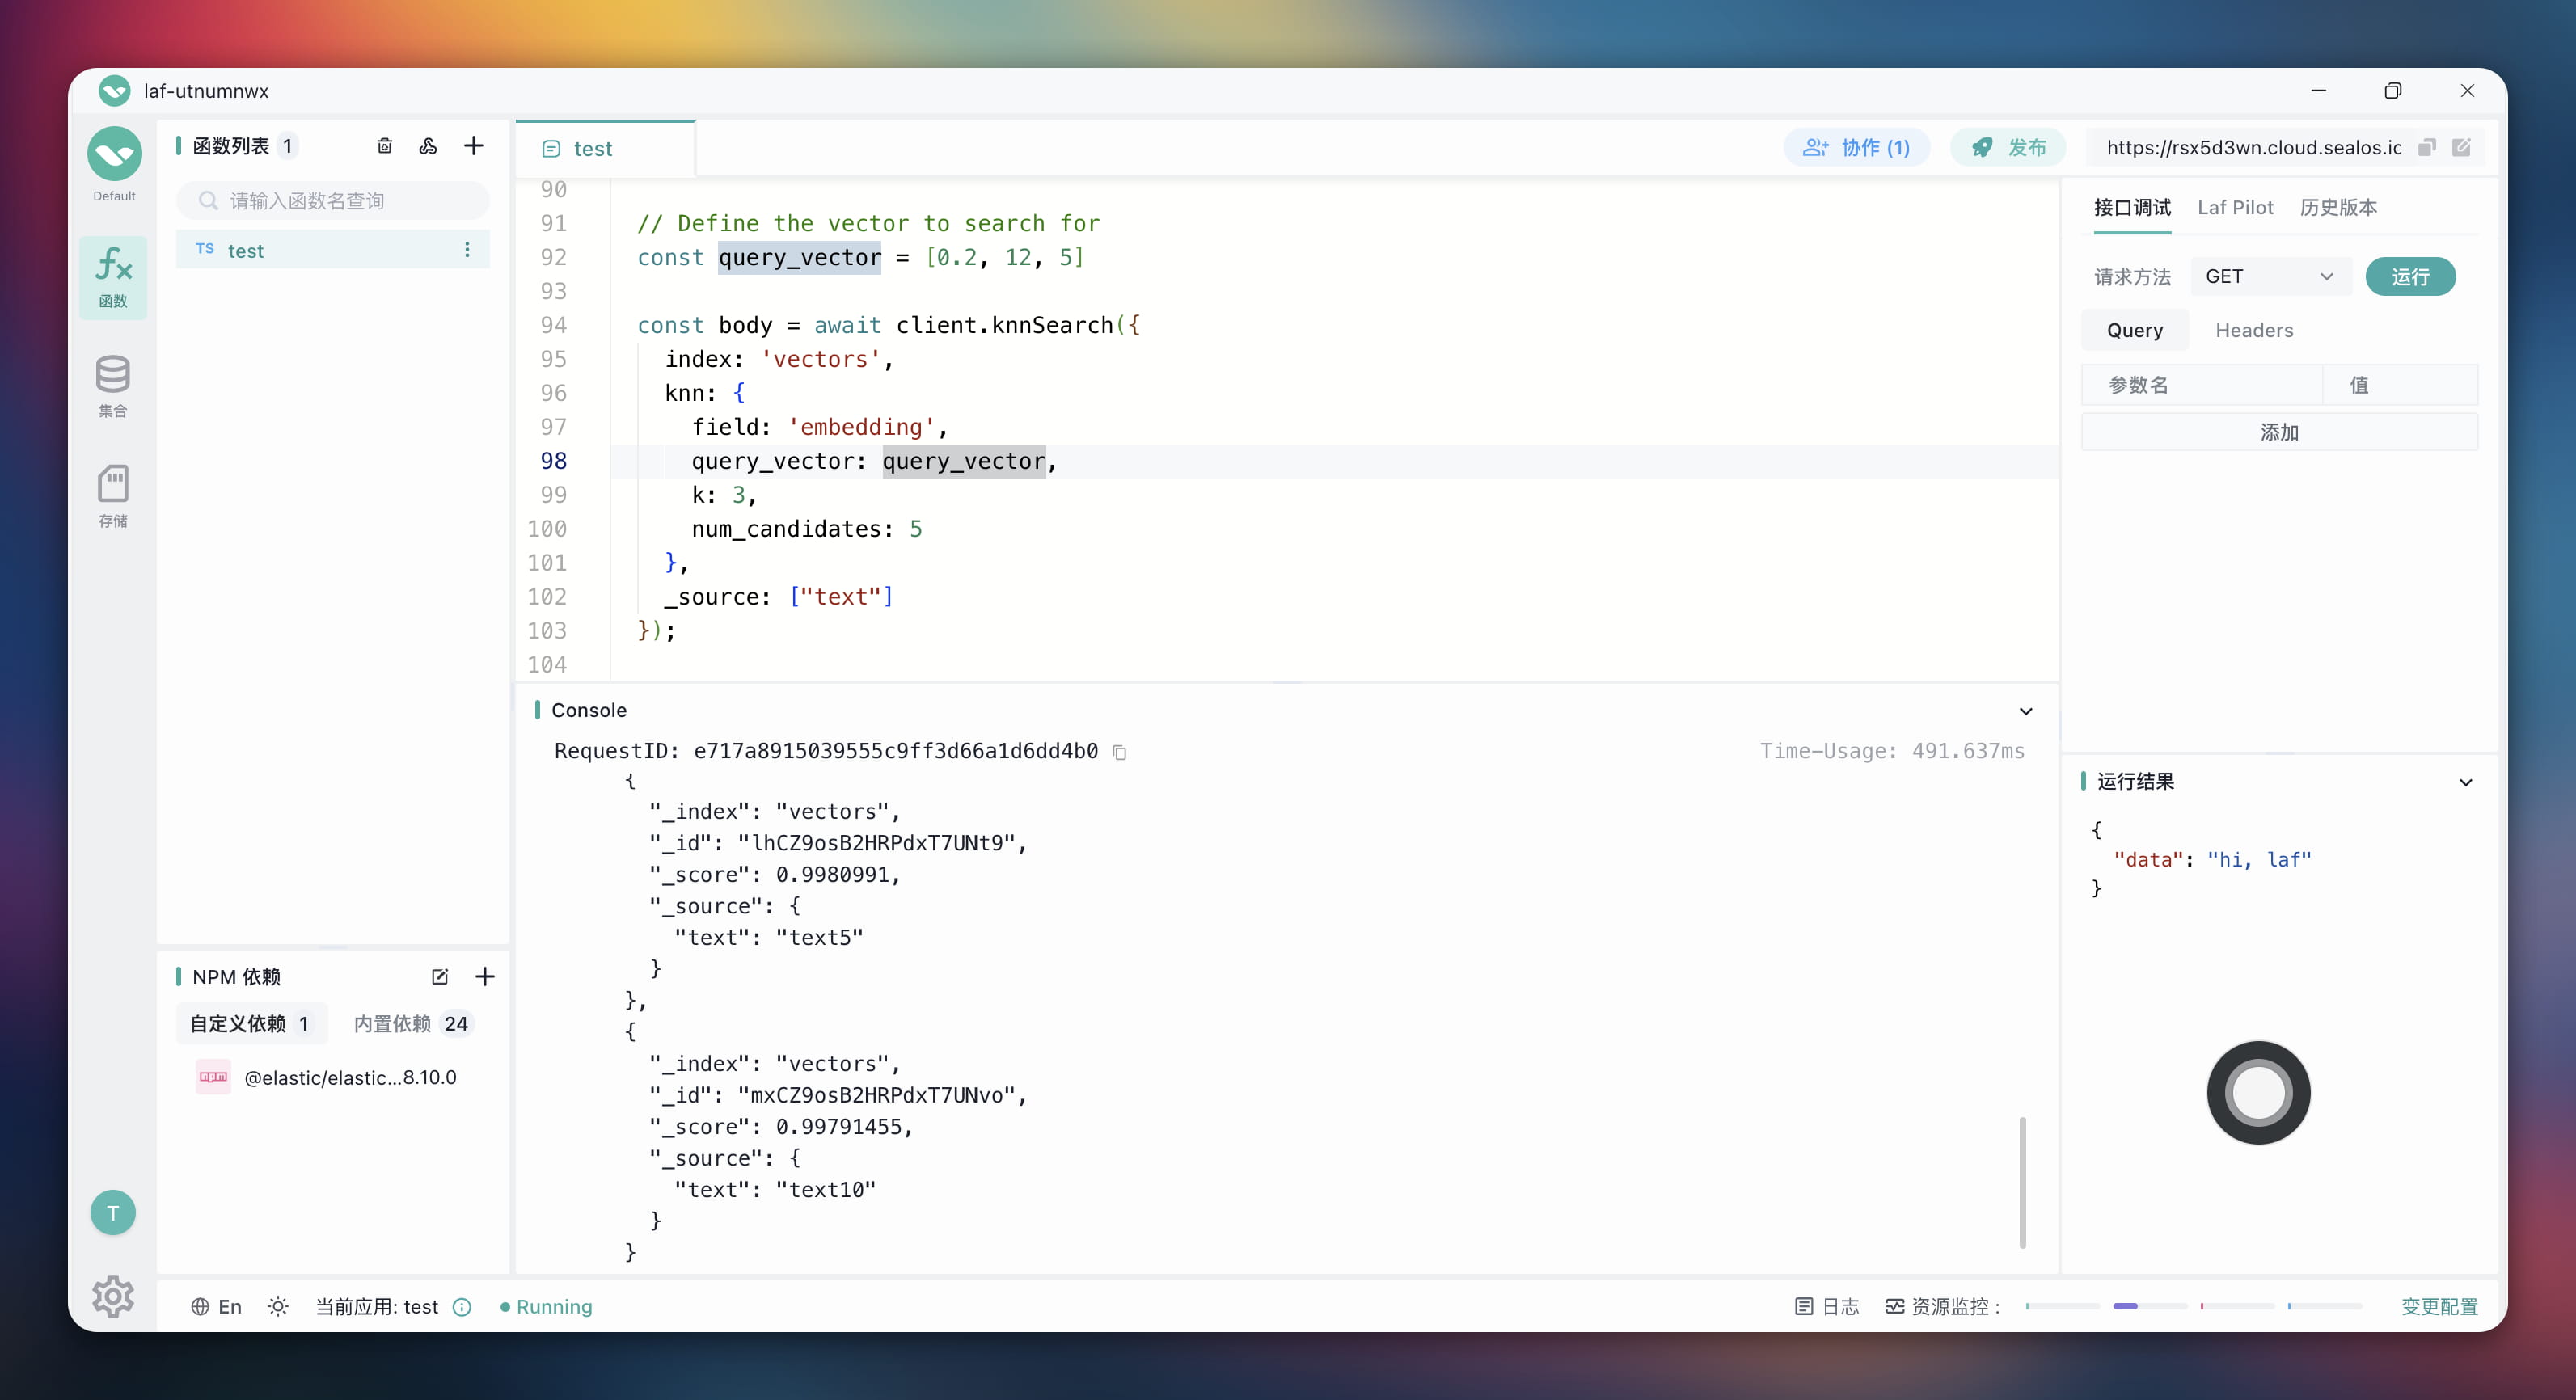 laf-utnumnwx
Default
函数
集合
存储
T
函数列表 1
请输入函数名查询
TS test
NPM 依赖
自定义依赖 1 内置依赖 24
npm @elastic/elastic...8.10.0
test
协作 (1) 发布 https://rsx5d3wn.cloud.sealos.ic
90
91 // Define the vector to search for
92 const query_vector = [0.2, 12, 5]
93
94 const body = await client.knnSearch({
95 index: 'vectors',
96 knn: {
97 field: 'embedding',
98 query_vector: query_vector,
99 k: 3,
100 num_candidates: 5
101 },
102 _source: ["text"]
103 });
104
Console
RequestID: e717a8915039555c9ff3d66a1d6dd4b0 Time-Usage: 491.637ms
{
"_index": "vectors",
"_id": "lhCZ9osB2HRPdxT7UNt9",
"_score": 0.9980991,
"_source": {
"text": "text5"
}
},
{
"_index": "vectors",
"_id": "mxCZ9osB2HRPdxT7UNvo",
"_score": 0.99791455,
"_source": {
"text": "text10"
}
}
接口调试 Laf Pilot 历史版本
请求方法 GET 运行
Query Headers
参数名 值
添加
运行结果
{
"data": "hi, laf"
}
En 当前应用: test Running 日志 资源监控 : 变更配置